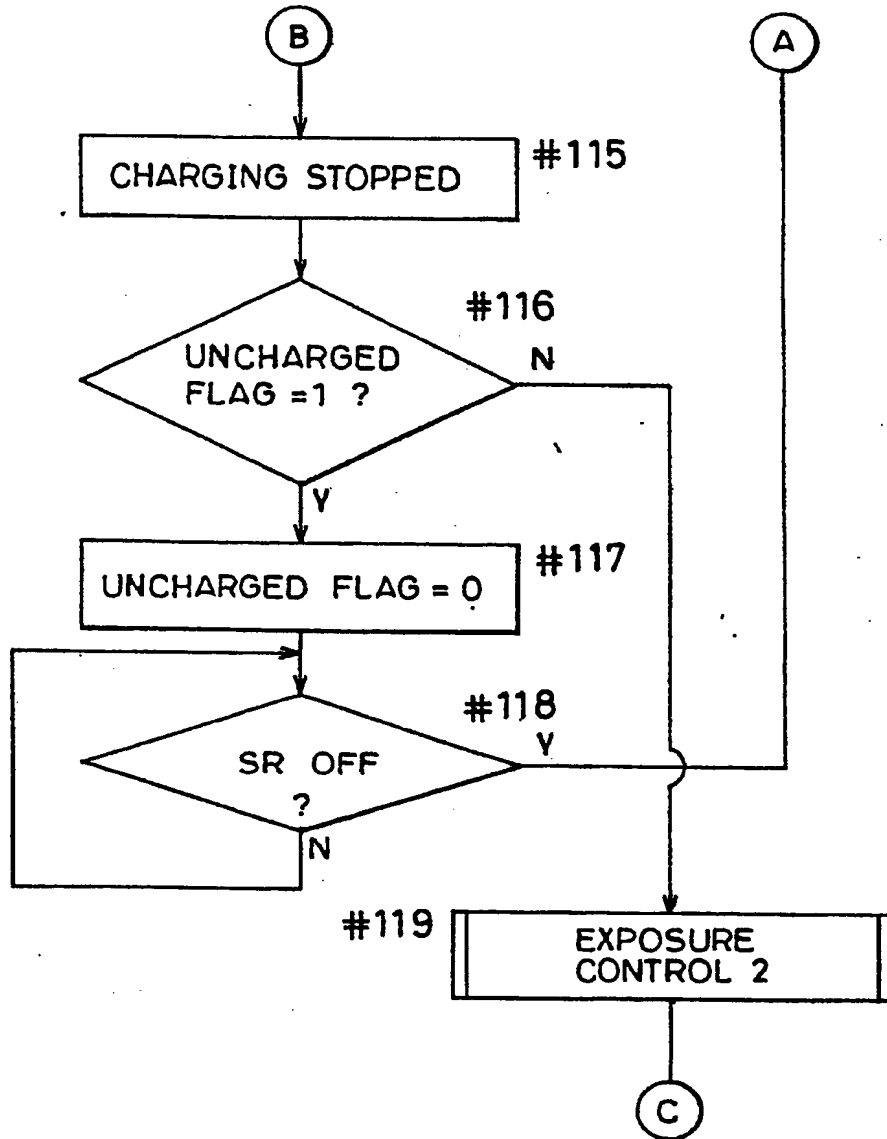 B
A
CHARGING STOPPED
#115
#116
UNCHARGED
FLAG =1 ?
N
Y
UNCHARGED FLAG = 0
#117
#118
SR OFF
?
Y
N
#119
EXPOSURE
CONTROL 2
C